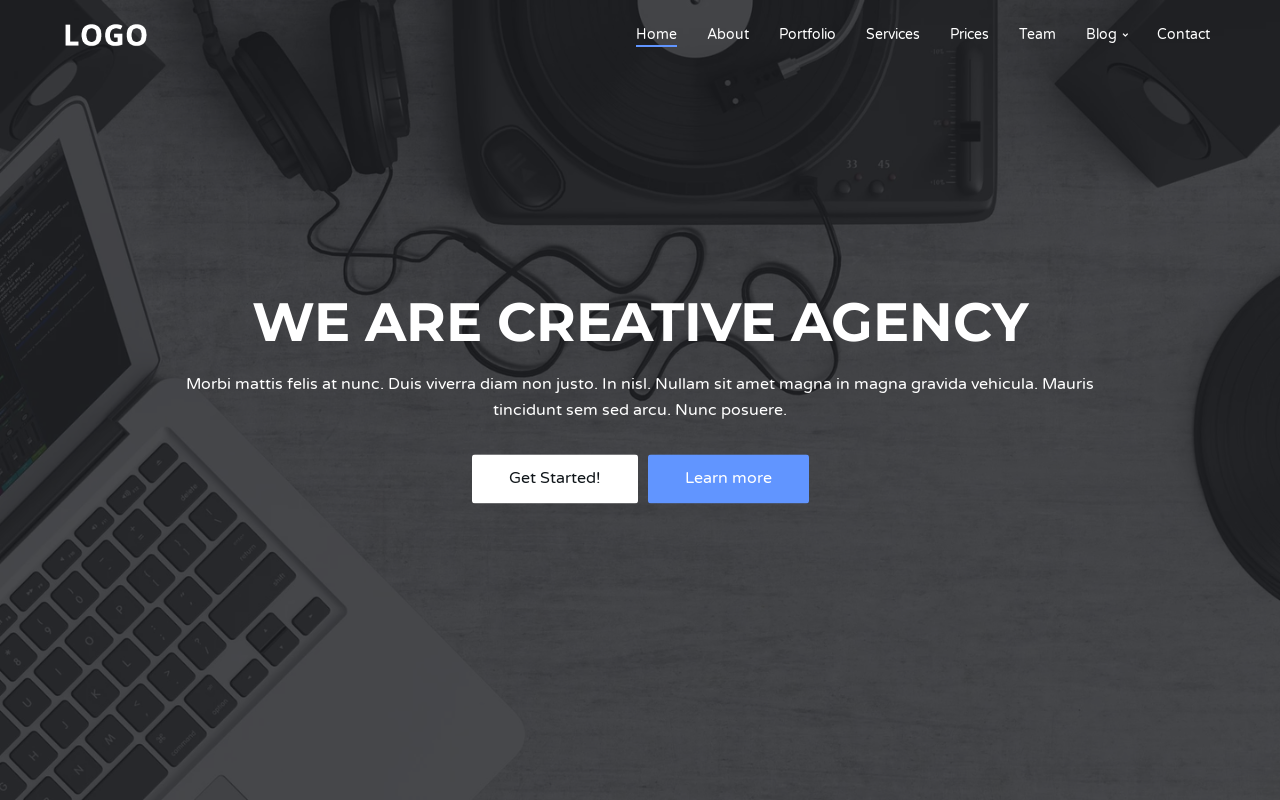 LOGO
Home About Portfolio Services Prices Team Blog Contact
33 45
WE ARE CREATIVE AGENCY
Morbi mattis felis at nunc. Duis viverra diam non justo. In nisl. Nullam sit amet magna in magna gravida vehicula. Mauris
tincidunt sem sed arcu. Nunc posuere.
Get Started! Learn more